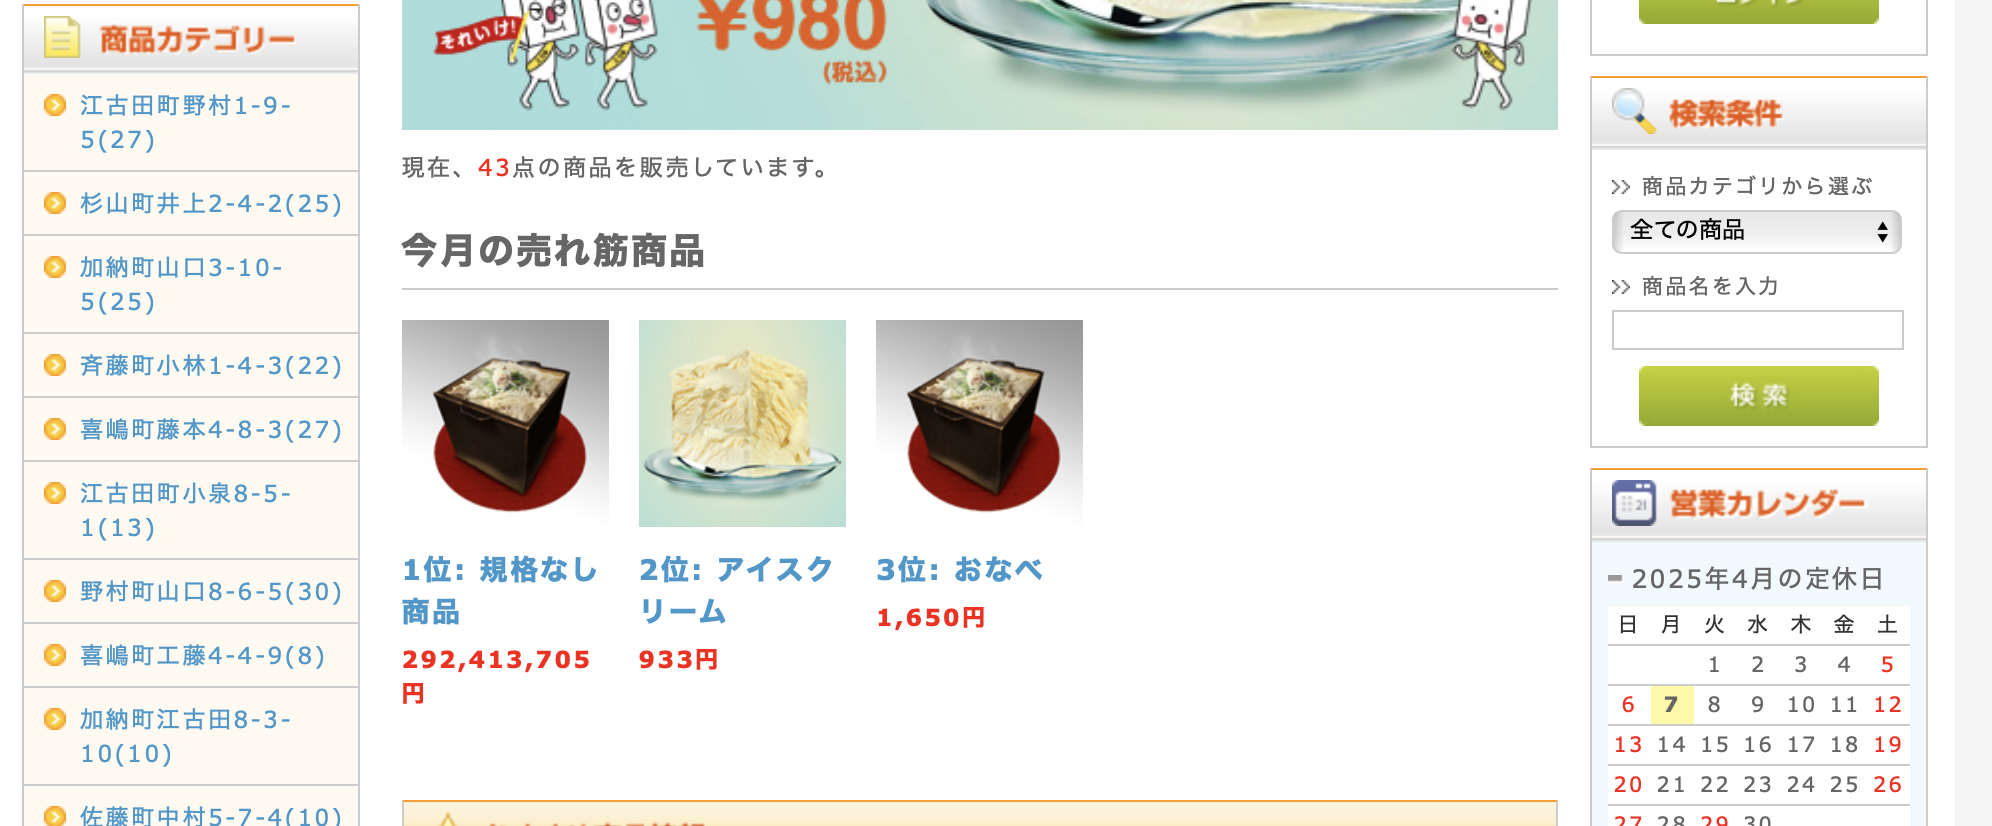 商品カテゴリー
江古田町野村1-9-
5(27)
杉山町井上2-4-2(25)
加納町山口3-10-
5(25)
斉藤町小林1-4-3(22)
喜嶋町藤本4-8-3(27)
江古田町小泉8-5-
1(13)
野村町山口8-6-5(30)
喜嶋町工藤4-4-9(8)
加納町江古田8-3-
10(10)
佐藤町中村5-7-4(10)
それいけ!
¥980
(税込)
現在、43点の商品を販売しています。
今月の売れ筋商品
1位: 規格なし
商品
292,413,705
円
2位: アイスク
リーム
933円
3位: おなべ
1,650円
検索条件
商品カテゴリから選ぶ
全ての商品
商品名を入力
検索
営業カレンダー
21
2025年4月の定休日
日 月 火 水 木 金 土
1 2 3 4 5
6 7 8 9 10 11 12
13 14 15 16 17 18 19
20 21 22 23 24 25 26
27 28 29 30